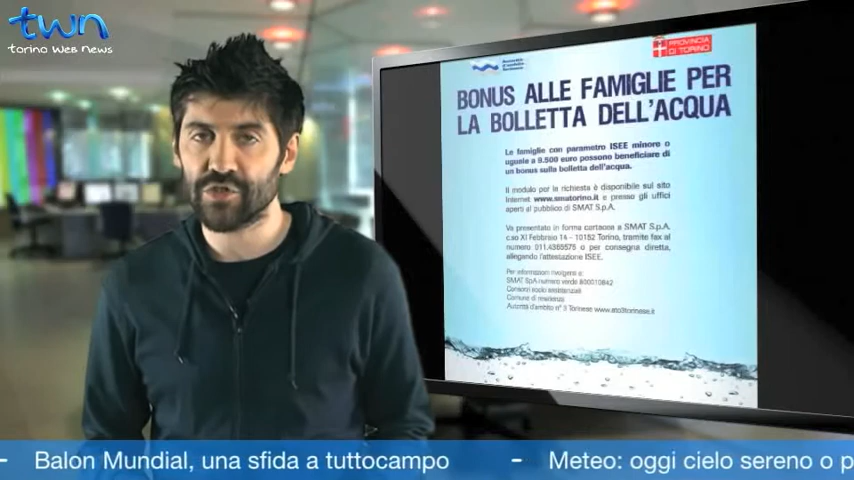 twn
torino web news
PROVINCIA
DI TORINO
BONUS ALLE FAMIGLIE PER
LA BOLLETTA DELL'ACQUA
Le famiglie con parametro ISEE minore o
uguale a 9.500 euro possono beneficiare di
un bonus sulla bolletta dell'acqua.
Il modulo per la richiesta è disponibile sul sito
Internet www.smatorino.it e presso gli uffici
aperti al pubblico di SMAT S.p.A.
Va presentato in forma cartacea a SMAT S.p.A.
c.so XI Febbraio 14 - 10152 Torino, tramite fax al
numero 011.4365575 o per consegna diretta,
allegando l'attestazione ISEE.
Per informazioni rivolgersi a:
SMAT SpA numero verde 800010842
Consorzi socio assistenziali
Comune di residenza
Autorità d'ambito n° 3 Torinese www.ato3torinese.it
- Balon Mundial, una sfida a tuttocampo - Meteo: oggi cielo sereno o p